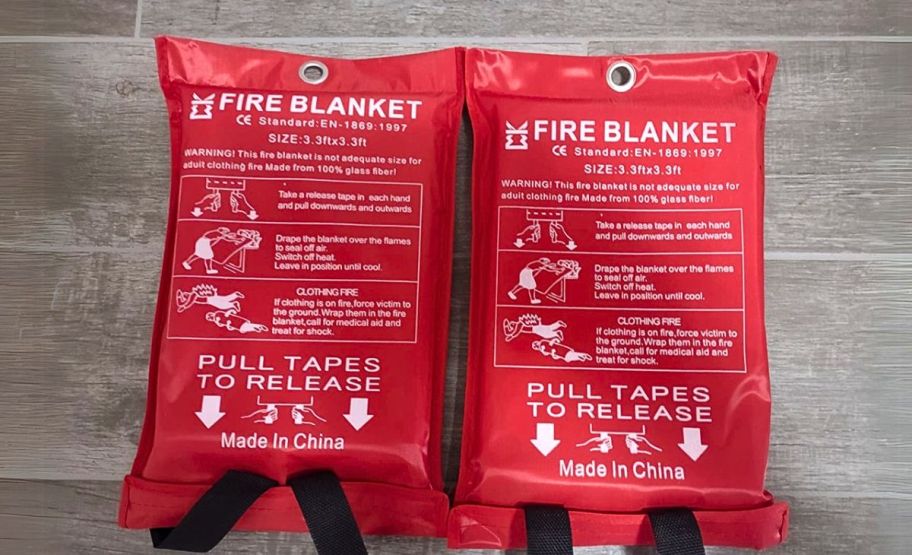 FIRE BLANKET
CE Standard:EN-1869:1997
SIZE:3.3ftx3.3ft
WARNING! This fire blanket is not adequate size for
aduit clothing fire Made from 100% glass fiber!
Take a release tape in each hand
and pull downwards and outwards
Drape the blanket over the flames
to seal off air.
Switch off heat.
Leave in position until cool.
CLOTHING FIRE
If clothing is on fire,force victim to
the ground.Wrap them in the fire
blanket,call for medical aid and
treat for shock.
PULL TAPES
TO RELEASE
Made In China
FIRE BLANKET
CE Standard:EN-1869:1997
SIZE:3.3ftx3.3ft
WARNING! This fire blanket is not adequate size for
aduit clothing fire Made from 100% glass fiber!
Take a release tape in each hand
and pull downwards and outwards
Drape the blanket over the flames
to seal off air.
Switch off heat.
Leave in position until cool.
CLOTHING FIRE
If clothing is on fire,force victim to
the ground.Wrap them in the fire
blanket,call for medical aid and
treat for shock.
PULL TAPES
TO RELEASE
Made In China